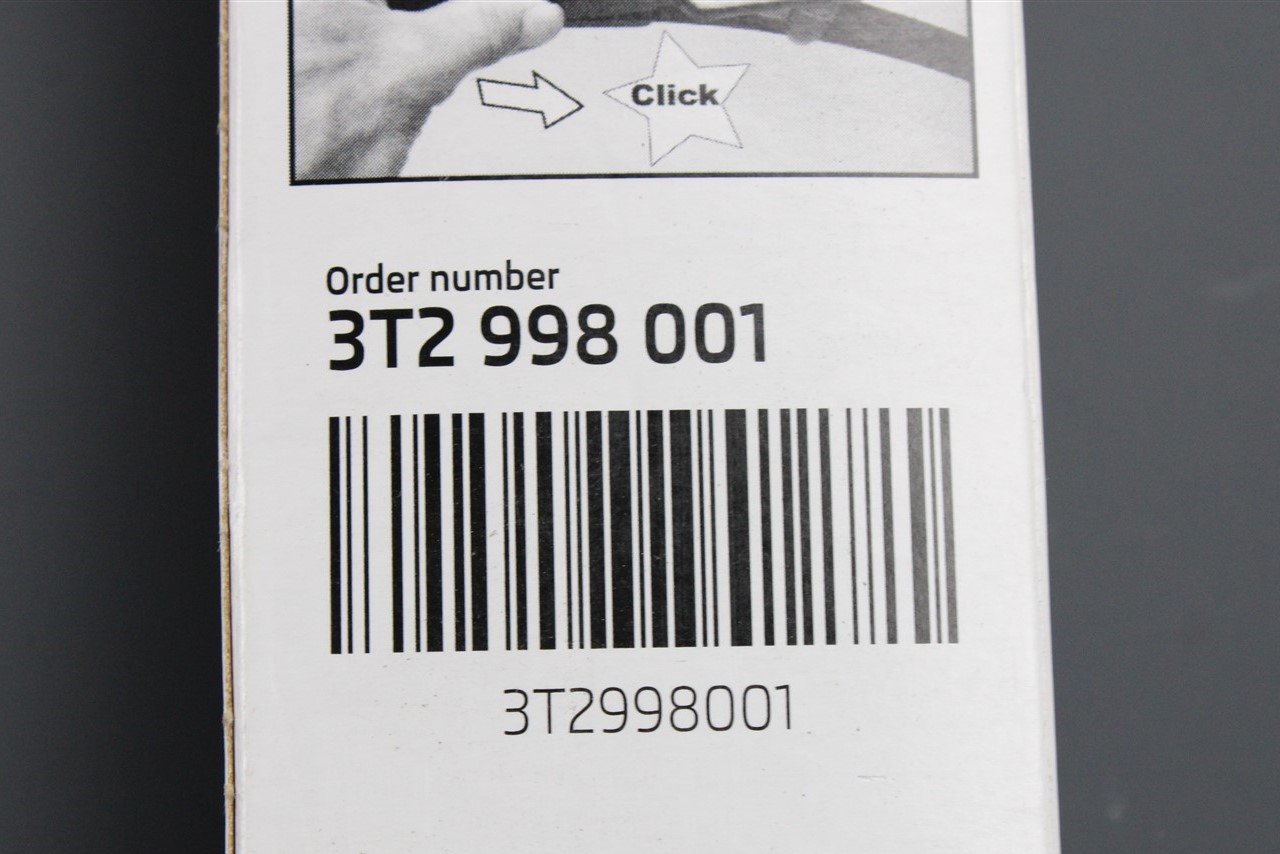 Click
Order number
3T2 998 001
3T2998001